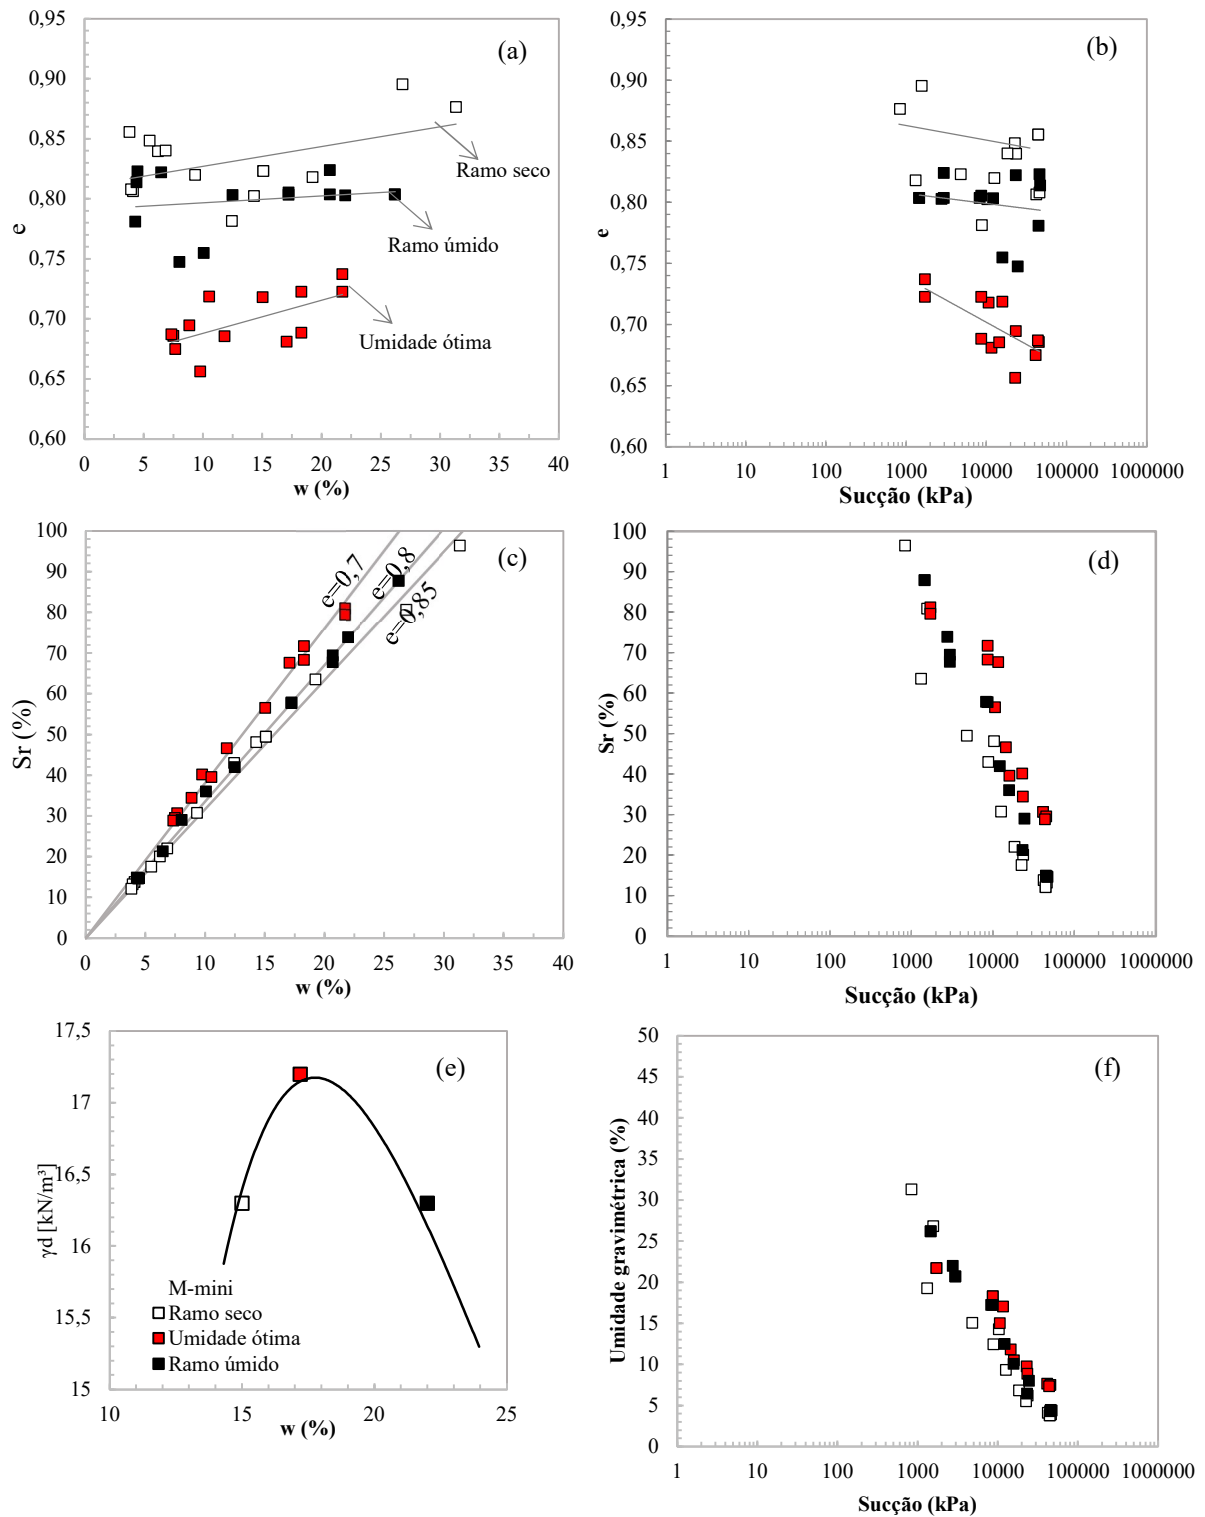 0,95
0,90
0,85
0,80
0,75
0,70
0,65
0,60
e
(a)
Ramo seco
Ramo úmido
Umidade ótima
0 5 10 15 20 25 30 35 40
w (%)
0,95
0,90
0,85
0,80
0,75
0,70
0,65
0,60
e
(b)
1 10 100 1000 10000 100000 1000000
Sucção (kPa)
100
90
80
70
60
50
40
30
20
10
0
Sr (%)
(c)
e=0,7
e=0,8
e=0,85
0 5 10 15 20 25 30 35 40
w (%)
100
90
80
70
60
50
40
30
20
10
0
Sr (%)
(d)
1 10 100 1000 10000 100000 1000000
Sucção (kPa)
17,5
17
16,5
16
15,5
15
γd [kN/m³]
(e)
M-mini
Ramo seco
Umidade ótima
Ramo úmido
10 15 20 25
w (%)
50
45
40
35
30
25
20
15
10
5
0
Umidade gravimétrica (%)
(f)
1 10 100 1000 10000 100000 1000000
Sucção (kPa)